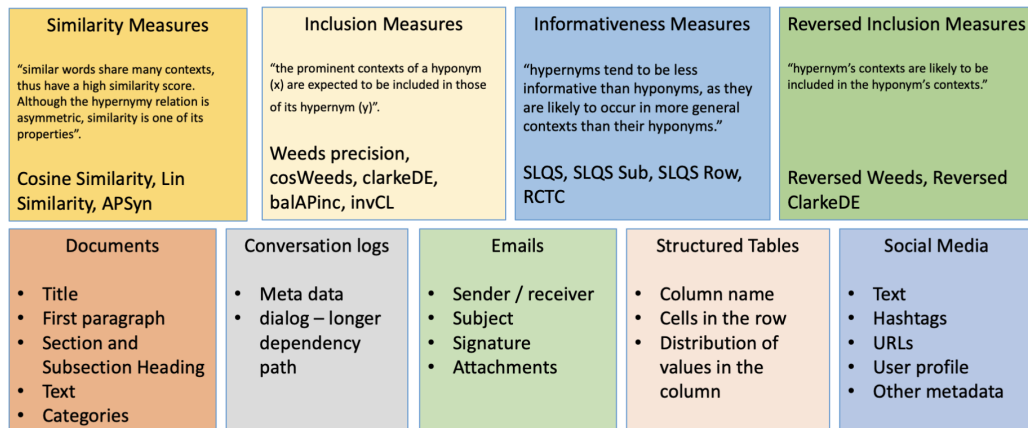 Similarity Measures
“similar words share many contexts,
thus have a high similarity score.
Although the hypernymy relation is
asymmetric, similarity is one of its
properties”.
Cosine Similarity, Lin
Similarity, APSyn
Inclusion Measures
“the prominent contexts of a hyponym
(x) are expected to be included in those
of its hypernym (y)”.
Weeds precision,
cosWeeds, clarkeDE,
balAPinc, invCL
Informativeness Measures
“hypernyms tend to be less
informative than hyponyms, as they
are likely to occur in more general
contexts than their hyponyms.”
SLQS, SLQS Sub, SLQS Row,
RCTC
Reversed Inclusion Measures
“hypernym’s contexts are likely to be
included in the hyponym’s contexts.”
Reversed Weeds, Reversed
ClarkeDE
Documents
• Title
• First paragraph
• Section and
Subsection Heading
• Text
• Categories
Conversation logs
• Meta data
• dialog – longer
dependency
path
Emails
• Sender / receiver
• Subject
• Signature
• Attachments
Structured Tables
• Column name
• Cells in the row
• Distribution of
values in the
column
Social Media
• Text
• Hashtags
• URLs
• User profile
• Other metadata